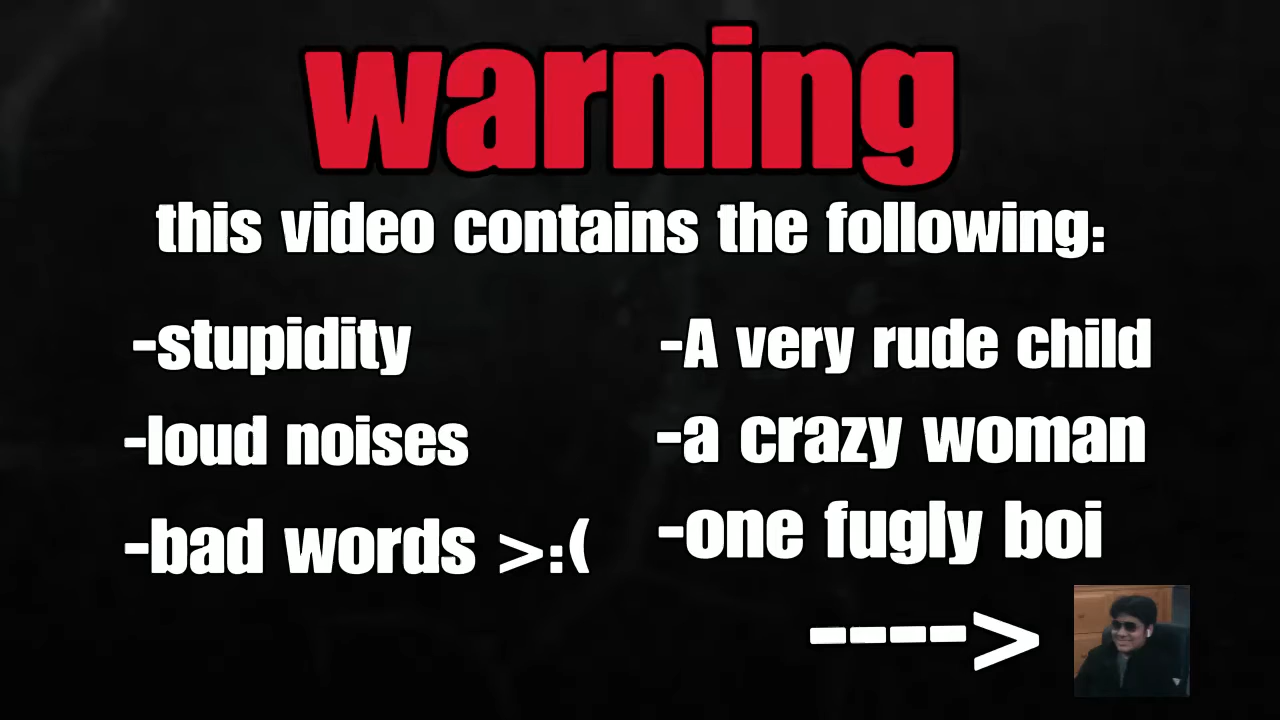 warning
this video contains the following:
-stupidity
-loud noises
-bad words >:(
-A very rude child
-a crazy woman
-one fugly boi
---->